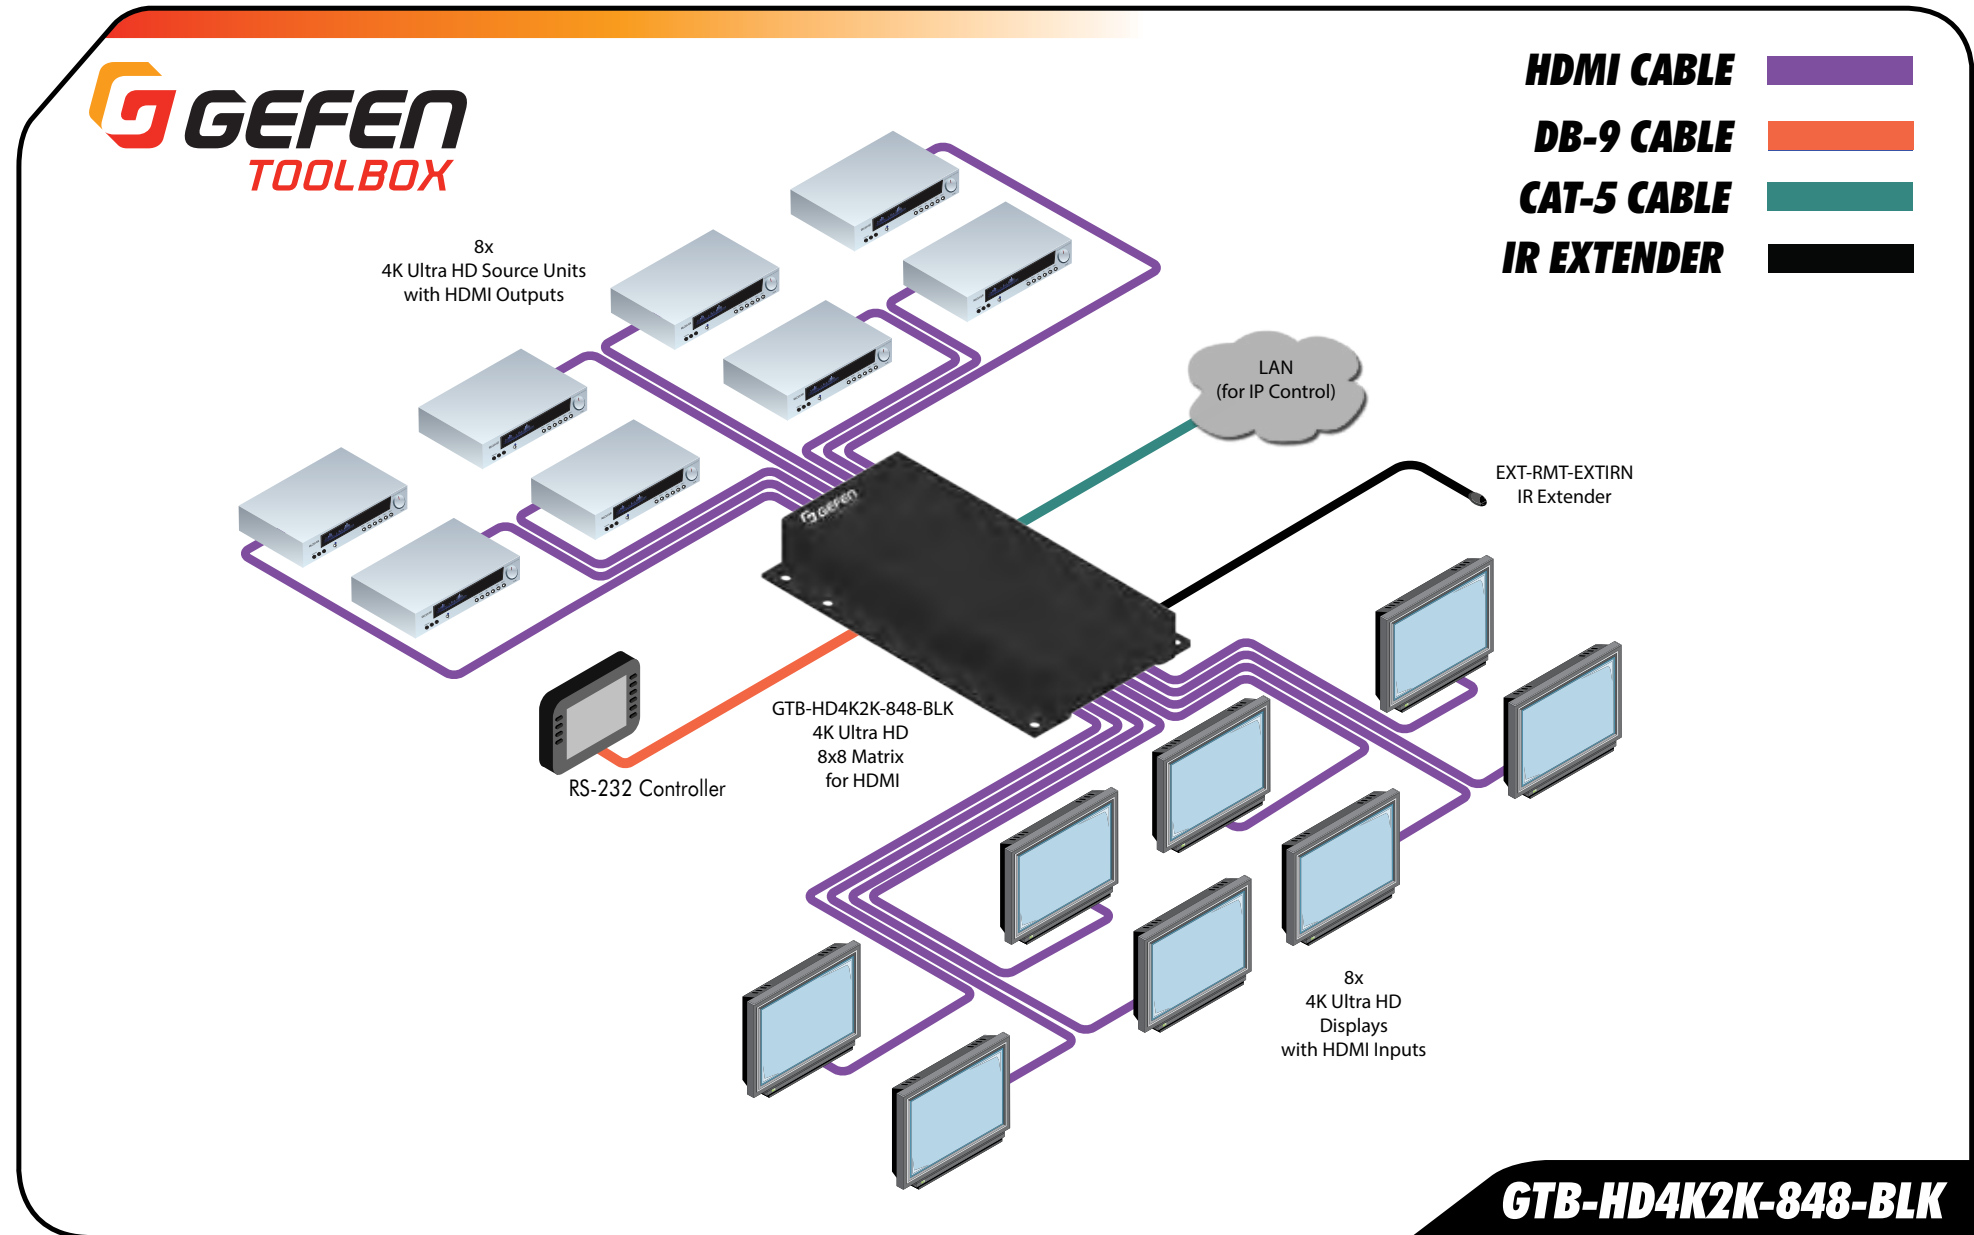 GEFEN
TOOLBOX
HDMI CABLE
DB-9 CABLE
CAT-5 CABLE
IR EXTENDER
8x
4K Ultra HD Source Units
with HDMI Outputs
LAN
(for IP Control)
EXT-RMT-EXTIRN
IR Extender
GEFEN
GTB-HD4K2K-848-BLK
4K Ultra HD
8x8 Matrix
for HDMI
RS-232 Controller
8x
4K Ultra HD
Displays
with HDMI Inputs
GTB-HD4K2K-848-BLK